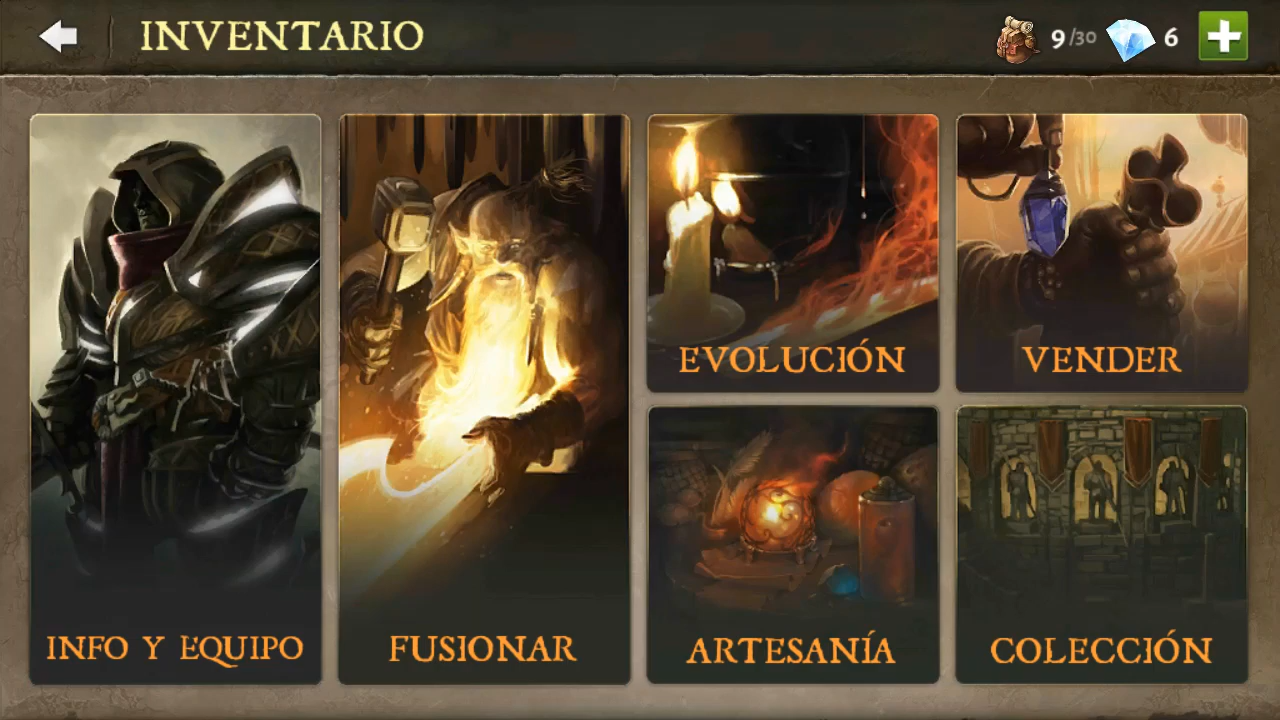 INVENTARIO
9/30
6
INFO Y EQUIPO
FUSIONAR
EVOLUCIÓN
VENDER
ARTESANÍA
COLECCIÓN